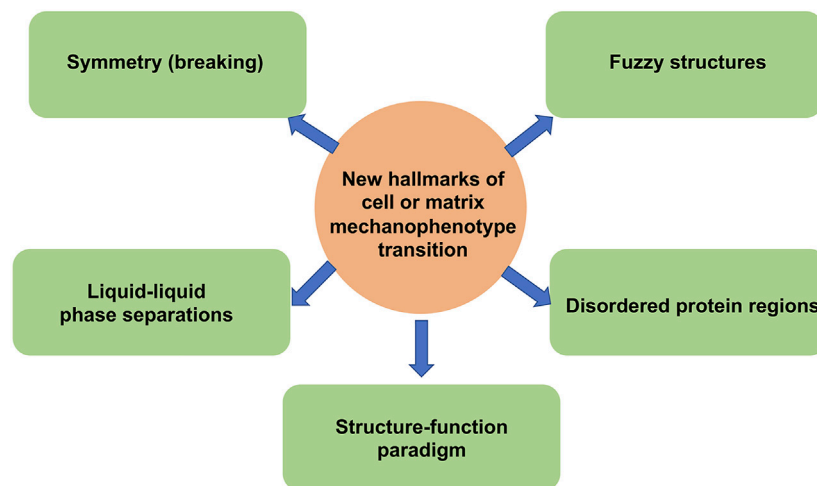 Symmetry (breaking)
Fuzzy structures
New hallmarks of
cell or matrix
mechanophenotype
transition
Liquid-liquid
phase separations
Disordered protein regions
Structure-function
paradigm